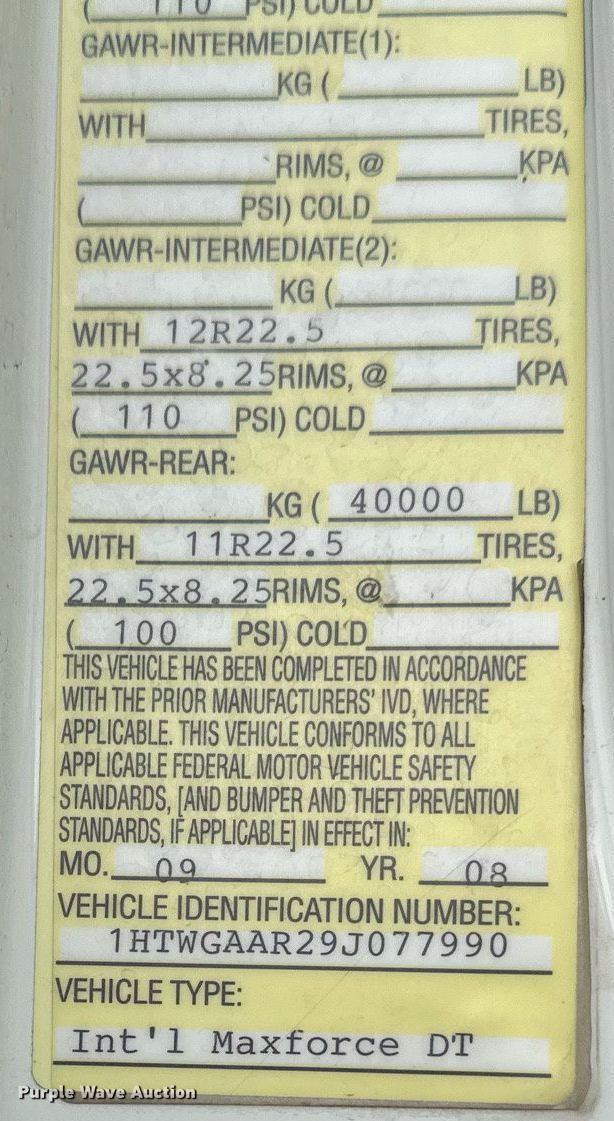 ( 110 PSI) COLD
GAWR-INTERMEDIATE(1):
KG ( LB)
WITH TIRES,
RIMS, @ KPA
( PSI) COLD
GAWR-INTERMEDIATE(2):
KG ( LB)
WITH 12R22.5 TIRES,
22.5x8.25RIMS, @ KPA
( 110 PSI) COLD
GAWR-REAR:
KG ( 40000 LB)
WITH 11R22.5 TIRES,
22.5x8.25RIMS, @ KPA
( 100 PSI) COLD
THIS VEHICLE HAS BEEN COMPLETED IN ACCORDANCE
WITH THE PRIOR MANUFACTURERS' IVD, WHERE
APPLICABLE. THIS VEHICLE CONFORMS TO ALL
APPLICABLE FEDERAL MOTOR VEHICLE SAFETY
STANDARDS, [AND BUMPER AND THEFT PREVENTION
STANDARDS, IF APPLICABLE] IN EFFECT IN:
MO. 09 YR. 08
VEHICLE IDENTIFICATION NUMBER:
1HTWGAAR29J077990
VEHICLE TYPE:
Int'l Maxforce DT
Purple Wave Auction